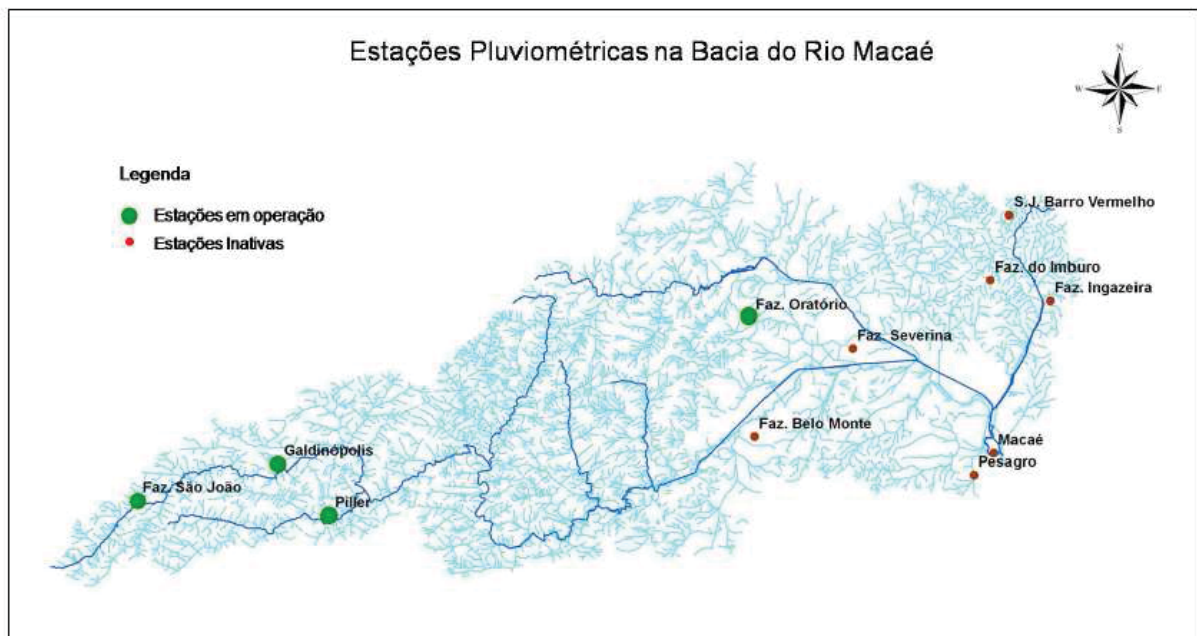 Estações Pluviométricas na Bacia do Rio Macaé
N
W E
S
Legenda
Estações em operação
Estações Inativas
S.J. Barro Vermelho
Faz. do Imburo
Faz. Ingazeira
Faz. Oratório
Faz. Severina
Faz. Belo Monte
Macaé
Pesagro
Galdinópolis
Faz. São João
Piller